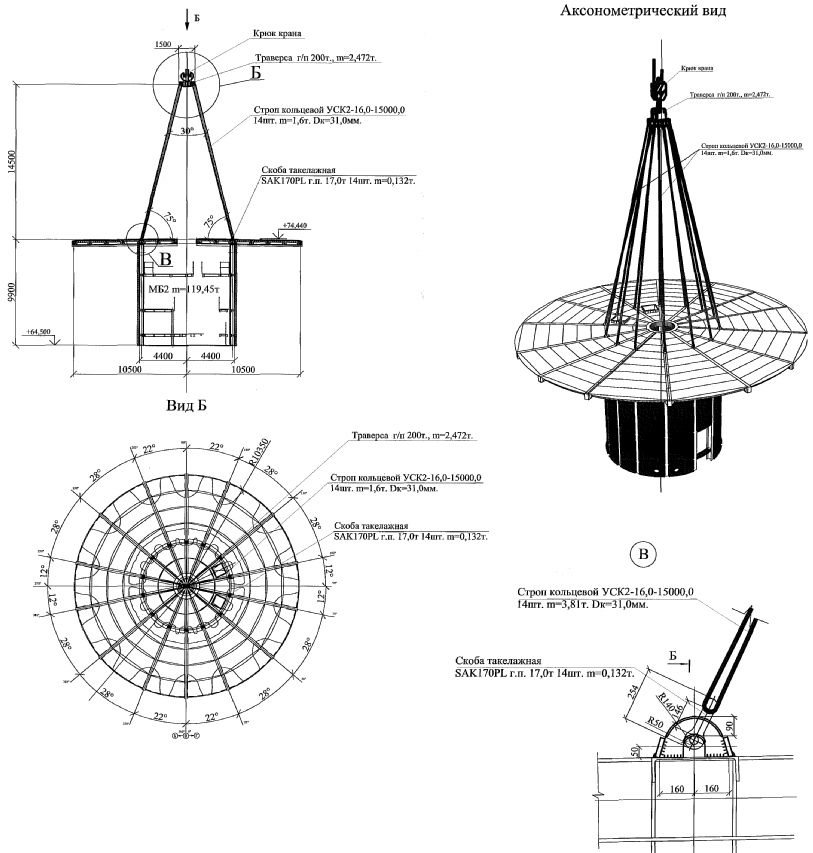 Б
Крюк крана
1500
Траверса г/п 200т., m=2,472т.
Б
Строп кольцевой УСК2-16,0-15000,0
14шт. m=1,6т. Dк=31,0мм.
30°
14500
Скоба такелажная
SAK170PL г.п. 17,0т 14шт. m=0,132т.
75°
75°
+74,440
В
9900
МБ2 m=119,45т
+64,500
4400
4400
10500
10500
Аксонометрический вид
Крюк крана
Траверса г/п 200т., m=2,472т.
Строп кольцевой УСК2-16,0-15000,0
14шт. m=1,6т. Dк=31,0мм.
Вид Б
22°
22°
R10350
28°
28°
28°
28°
12°
12°
12°
12°
28°
28°
28°
28°
22°
22°
Траверса г/п 200т., m=2,472т.
Строп кольцевой УСК2-16,0-15000,0
14шт. m=1,6т. Dк=31,0мм.
Скоба такелажная
SAK170PL г.п. 17,0т 14шт. m=0,132т.
В
Строп кольцевой УСК2-16,0-15000,0
14шт. m=3,81т. Dк=31,0мм.
Б
Скоба такелажная
SAK170PL г.п. 17,0т 14шт. m=0,132т.
254
R140
146
R50
90
50
160
160